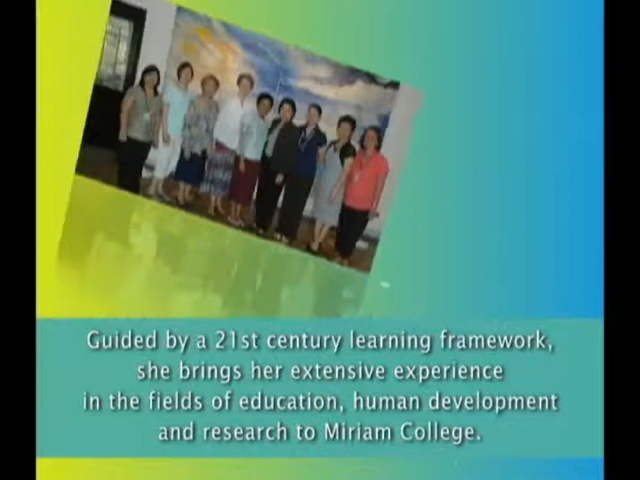 Guided by a 21st century learning framework,
she brings her extensive experience
in the fields of education, human development
and research to Miriam College.